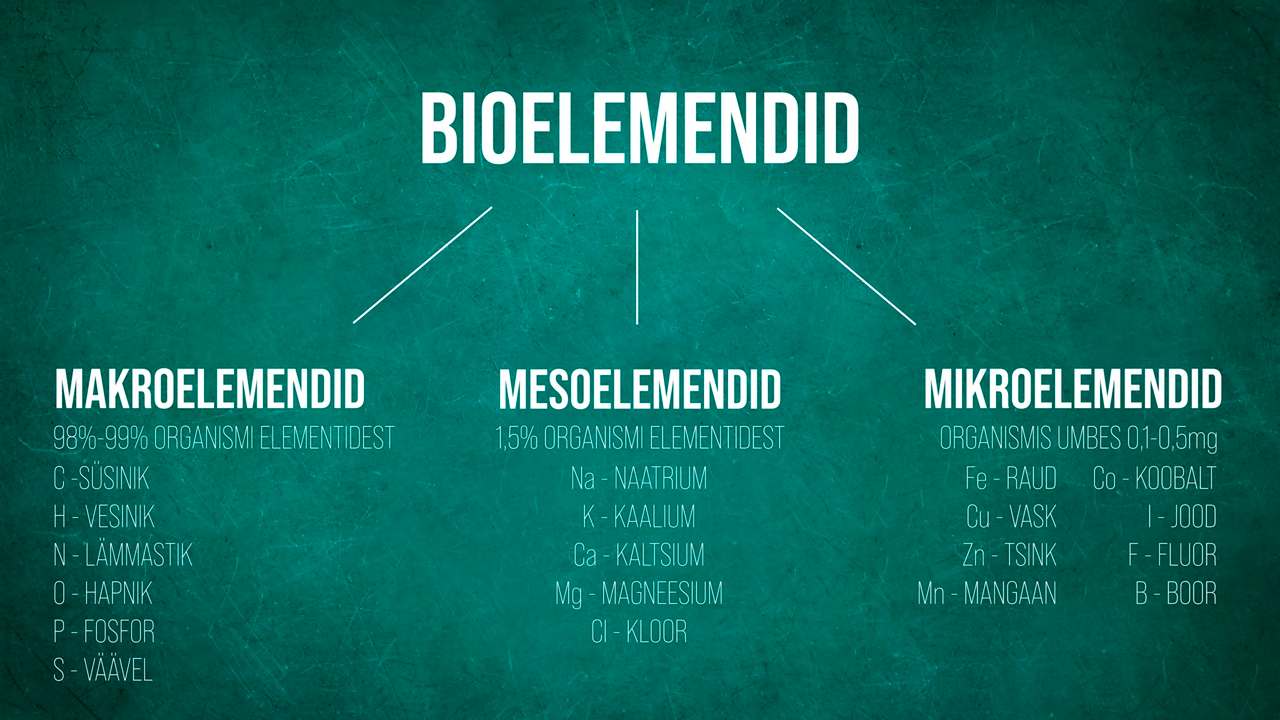 BIOELEMENDID
MAKROELEMENDID
98%-99% ORGANISMI ELEMENTIDEST
C -SÜSINIK
H - VESINIK
N - LÄMMASTIK
O - HAPNIK
P - FOSFOR
S - VÄÄVEL
MESOELEMENDID
1,5% ORGANISMI ELEMENTIDEST
Na - NAATRIUM
K - KAALIUM
Ca - KALTSIUM
Mg - MAGNEESIUM
Cl - KLOOR
MIKROELEMENDID
ORGANISMIS UMBES 0,1-0,5mg
Fe - RAUD
Cu - VASK
Zn - TSINK
Mn - MANGAAN
Co - KOOBALT
I - JOOD
F - FLUOR
B - BOOR